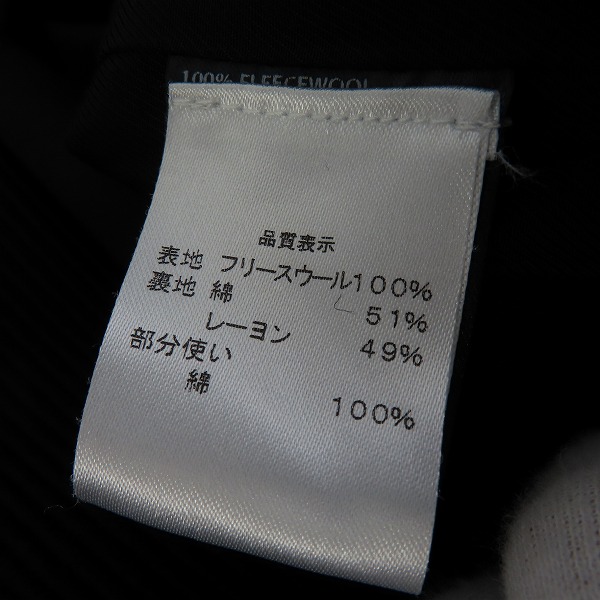 100% FLEECEWOOL
品質表示
表地 フリースウール100%
裏地 綿 51%
レーヨン 49%
部分使い
綿 100%